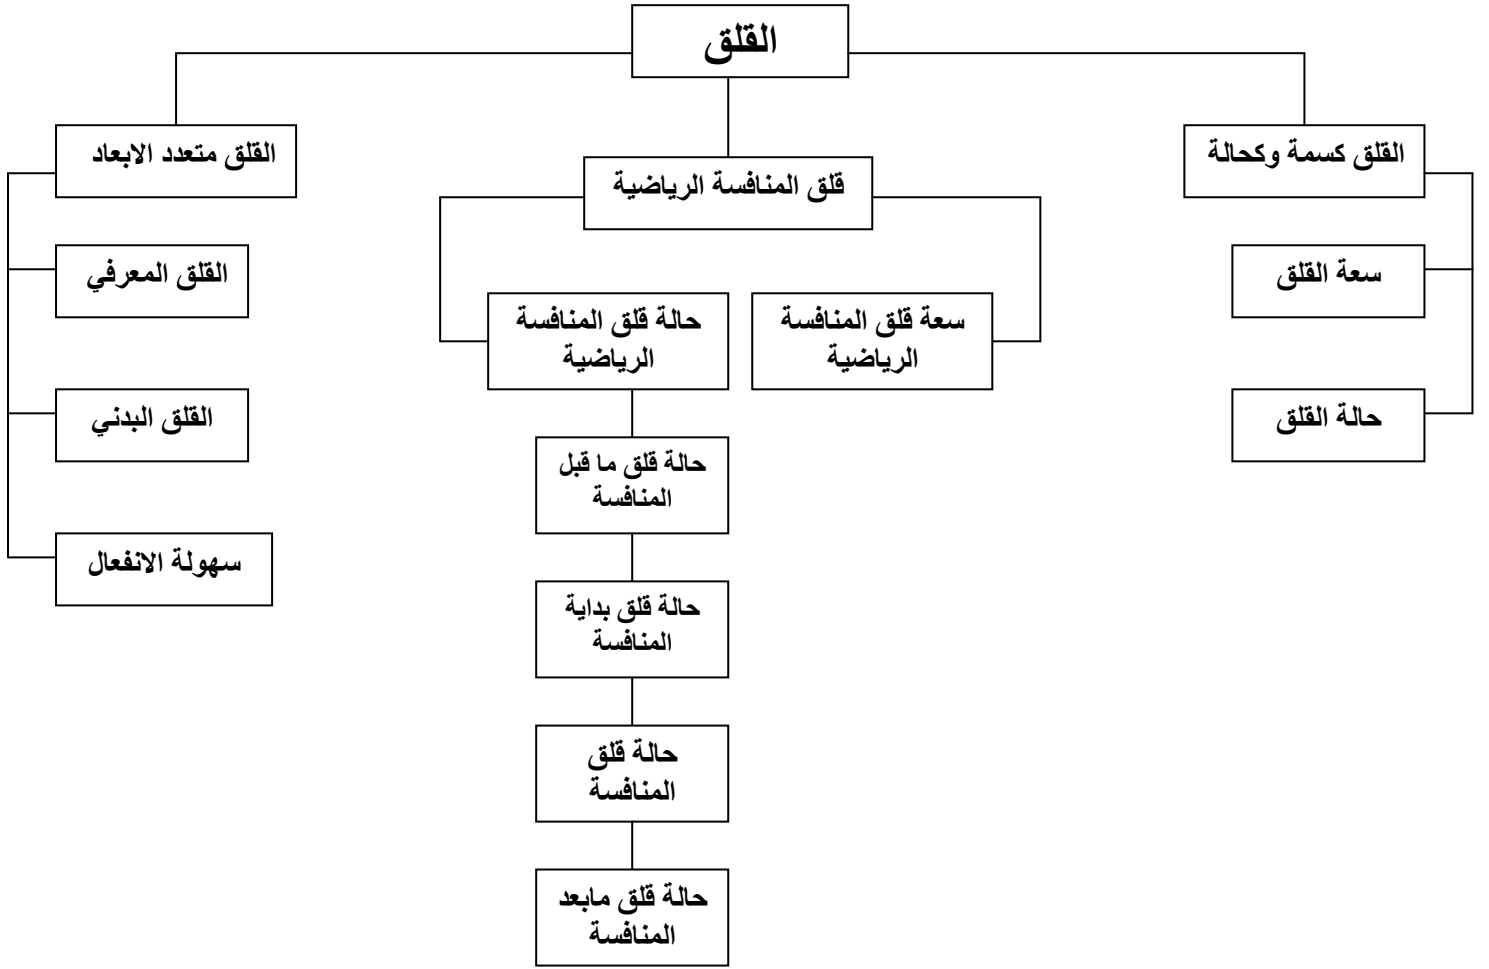 القلق
القلق كسمة وكحالة
سعة القلق
حالة القلق
قلق المنافسة الرياضية
سعة قلق المنافسة
الرياضية
حالة قلق المنافسة
الرياضية
حالة قلق ما قبل
المنافسة
حالة قلق بداية
المنافسة
حالة قلق
المنافسة
حالة قلق مابعد
المنافسة
القلق متعدد الابعاد
القلق المعرفي
القلق البدني
سهولة الانفعال